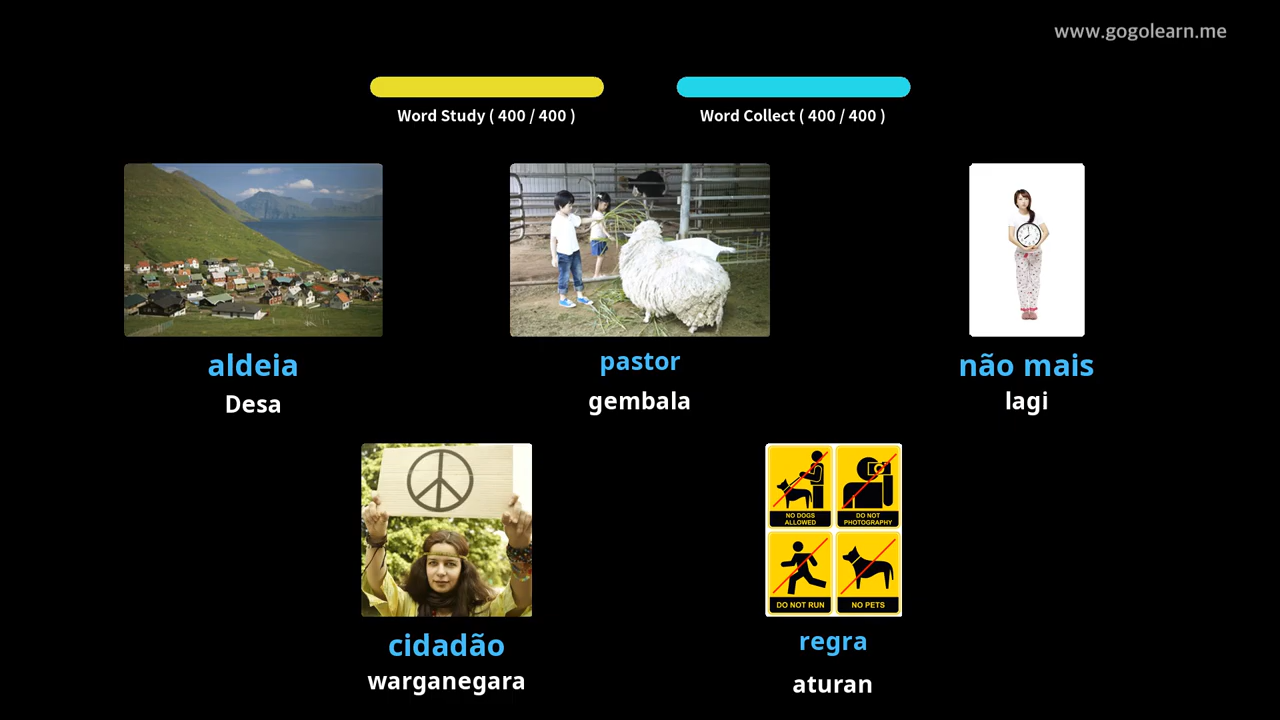 www.gogolearn.me
Word Study ( 400 / 400 )
Word Collect ( 400 / 400 )
aldeia
Desa
pastor
gembala
não mais
lagi
cidadão
warganegara
NO DOGS
ALLOWED
DO NOT
PHOTOGRAPHY
DO NOT RUN
NO PETS
regra
aturan